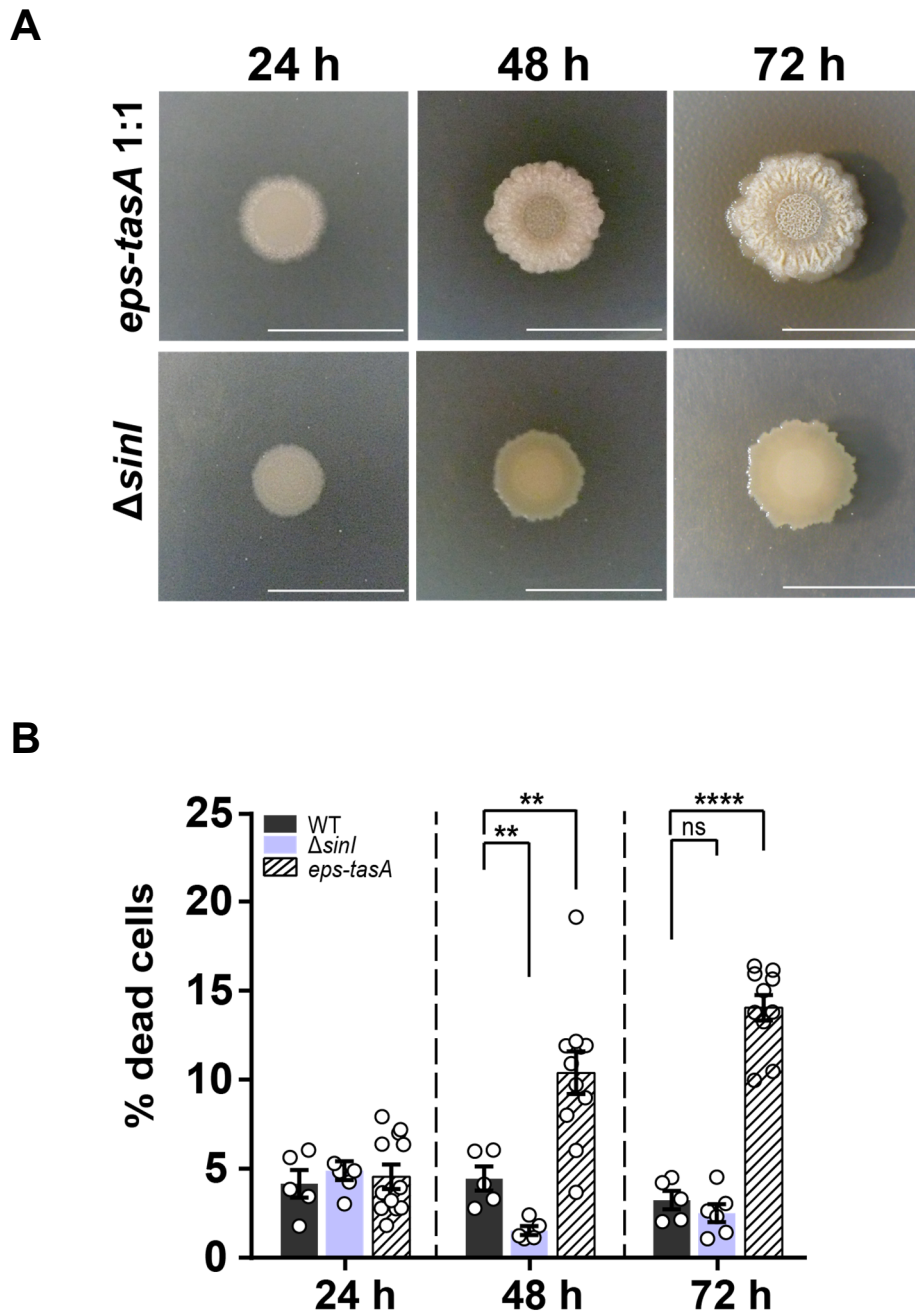 A
24 h 48 h 72 h
eps-tasA 1:1
ΔsinI
B
% dead cells
25
20
15
10
5
0
WT
ΔsinI
eps-tasA
**
**
****
ns
24 h 48 h 72 h